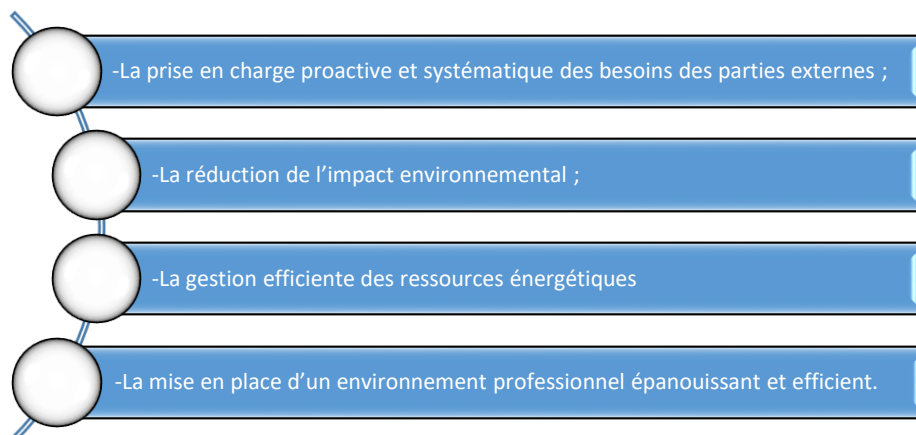 -La prise en charge proactive et systématique des besoins des parties externes ;
-La réduction de l’impact environnemental ;
-La gestion efficiente des ressources énergétiques
-La mise en place d’un environnement professionnel épanouissant et efficient.